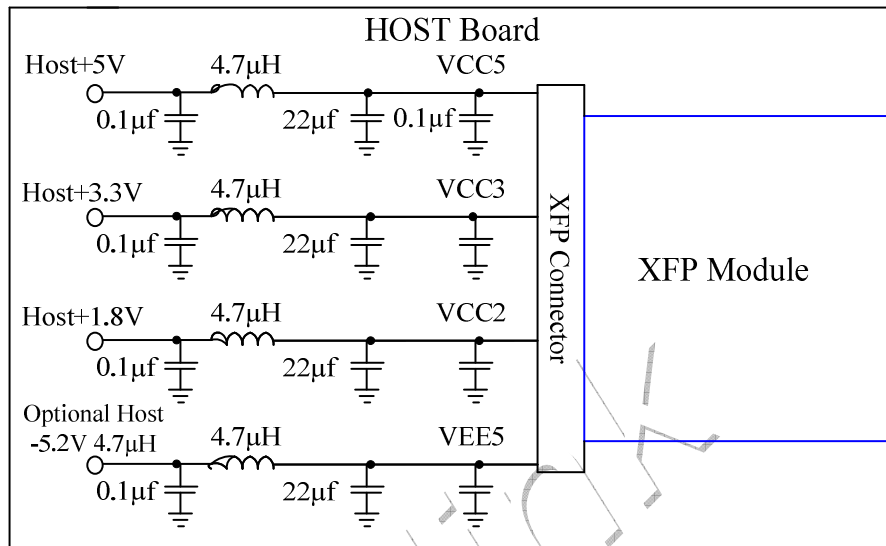 HOST Board
Host+5V 4.7µH VCC5
0.1µf 22µf 0.1µf
Host+3.3V 4.7µH VCC3
0.1µf 22µf
XFP Connector
XFP Module
Host+1.8V 4.7µH VCC2
0.1µf 22µf
Optional Host
-5.2V 4.7µH 4.7µH VEE5
0.1µf 22µf